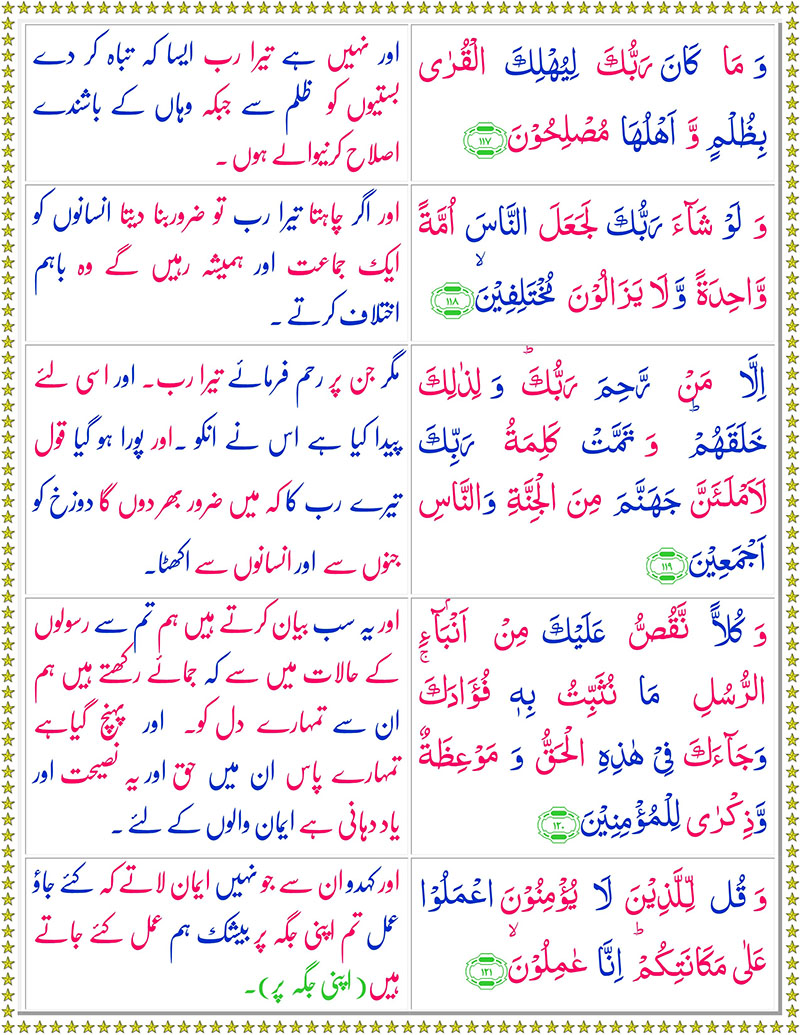 وَ مَا كَانَ رَبُّكَ لِيُهْلِكَ الْقُرٰى
بِظُلْمٍ وَّ اَهْلُهَا مُصْلِحُوْنَ ﴿۱۱۷﴾
اور نہیں ہے تیرا رب ایسا کہ تباہ کر دے
بستیوں کو ظلم سے جبکہ وہاں کے باشندے
اصلاح کرنیوالے ہوں ۔
وَ لَوْ شَآءَ رَبُّكَ لَجَعَلَ النَّاسَ اُمَّةً
وَّاحِدَةً وَّلَا يَزَالُوْنَ مُخْتَلِفِيْنَ ۙ ﴿۱۱۸﴾
اور اگر چاہتا تیرا رب تو ضرور بنا دیتا انسانوں کو
ایک جماعت اور ہمیشہ رہیں گے وہ باہم
اختلاف کرتے ۔
اِلَّا مَنْ رَّحِمَ رَبُّكَ ؕ وَ لِذٰلِكَ
خَلَقَهُمْ ؕ وَ تَمَّتْ كَلِمَةُ رَبِّكَ
لَاَمْلَئَنَّ جَهَنَّمَ مِنَ الْجِنَّةِ وَالنَّاسِ
اَجْمَعِيْنَ ﴿۱۱۹﴾
مگر جن پر رحم فرمائے تیرا رب۔ اور اسی لئے
پیدا کیا ہے اس نے انکو ۔اور پورا ہو گیا قول
تیرے رب کا کہ میں ضرور بھر دوں گا دوزخ کو
جنوں سے اور انسانوں سے اکھٹا۔
وَ كُلاًّ نَّقُصُّ عَلَيْكَ مِنْ اَنْۢبَآءِ
الرُّسُلِ مَا نُثَبِّتُ بِهٖ فُؤَادَكَ ۚ
وَجَآءَكَ فِىْ هٰذِهِ الْحَقُّ وَ مَوْعِظَةٌ
وَّذِكْرٰى لِلْمُؤْمِنِيْنَ ﴿۱۲۰﴾
اور یہ سب بیان کرتے ہیں ہم تم سے رسولوں
کے حالات میں سے کہ جمائے رکھتے ہیں ہم
ان سے تمہارے دل کو۔ اور پہنچ گیاہے
تمہارے پاس ان میں حق اور یہ نصیحت اور
یاد دہانی ہے ایمان والوں کے لئے ۔
وَ قُل لِّلَّذِيْنَ لَا يُؤْمِنُوْنَ اعْمَلُوْا
عَلٰى مَكَانَتِكُمْ ؕ اِنَّا عٰمِلُوْنَ ۙ ﴿۱۲۱﴾
اور کہدو ان سے جو نہیں ایمان لاتے کہ کئے جاؤ
عمل تم اپنی جگہ پر بیشک ہم عمل کئے جاتے
ہیں (اپنی جگہ پر)۔